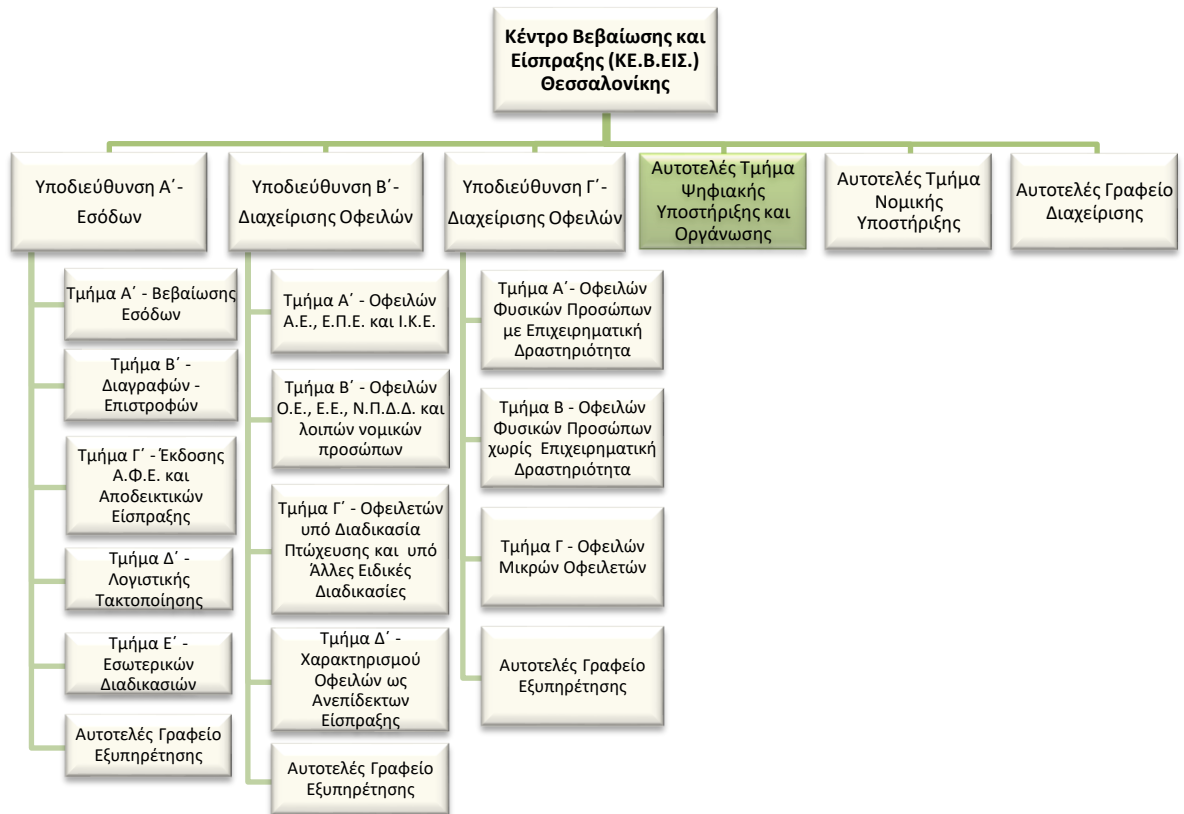 Κέντρο Βεβαίωσης και
Είσπραξης (ΚΕ.Β.ΕΙΣ.)
Θεσσαλονίκης
Υποδιεύθυνση Α΄-
Εσόδων
Τμήμα Α΄ - Βεβαίωσης
Εσόδων
Τμήμα Β΄ -
Διαγραφών -
Επιστροφών
Τμήμα Γ΄ - Έκδοσης
Α.Φ.Ε. και
Αποδεικτικών
Είσπραξης
Τμήμα Δ΄ -
Λογιστικής
Τακτοποίησης
Τμήμα Ε΄ -
Εσωτερικών
Διαδικασιών
Αυτοτελές Γραφείο
Εξυπηρέτησης
Υποδιεύθυνση Β΄-
Διαχείρισης Οφειλών
Τμήμα Α΄ - Οφειλών
Α.Ε., Ε.Π.Ε. και Ι.Κ.Ε.
Τμήμα Β΄ - Οφειλών
Ο.Ε., Ε.Ε., Ν.Π.Δ.Δ. και
λοιπών νομικών
προσώπων
Τμήμα Γ΄ - Οφειλετών
υπό Διαδικασία
Πτώχευσης και υπό
Άλλες Ειδικές
Διαδικασίες
Τμήμα Δ΄ -
Χαρακτηρισμού
Οφειλών ως
Ανεπίδεκτων
Είσπραξης
Αυτοτελές Γραφείο
Εξυπηρέτησης
Υποδιεύθυνση Γ΄-
Διαχείρισης Οφειλών
Τμήμα Α΄- Οφειλών
Φυσικών Προσώπων
με Επιχειρηματική
Δραστηριότητα
Τμήμα Β - Οφειλών
Φυσικών Προσώπων
χωρίς Επιχειρηματική
Δραστηριότητα
Τμήμα Γ - Οφειλών
Μικρών Οφειλετών
Αυτοτελές Γραφείο
Εξυπηρέτησης
Αυτοτελές Τμήμα
Ψηφιακής
Υποστήριξης και
Οργάνωσης
Αυτοτελές Τμήμα
Νομικής
Υποστήριξης
Αυτοτελές Γραφείο
Διαχείρισης